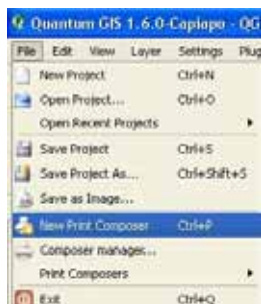 Quantum GIS 1.6.0-Capiapo - QG
File Edit View Layer Settings Plug
New Project Ctrl+N
Open Project... Ctrl+O
Open Recent Projects
Save Project Ctrl+S
Save Project As... Ctrl+Shift+S
Save as Image...
New Print Composer Ctrl+P
Composer manager...
Print Composers
Exit Ctrl+Q